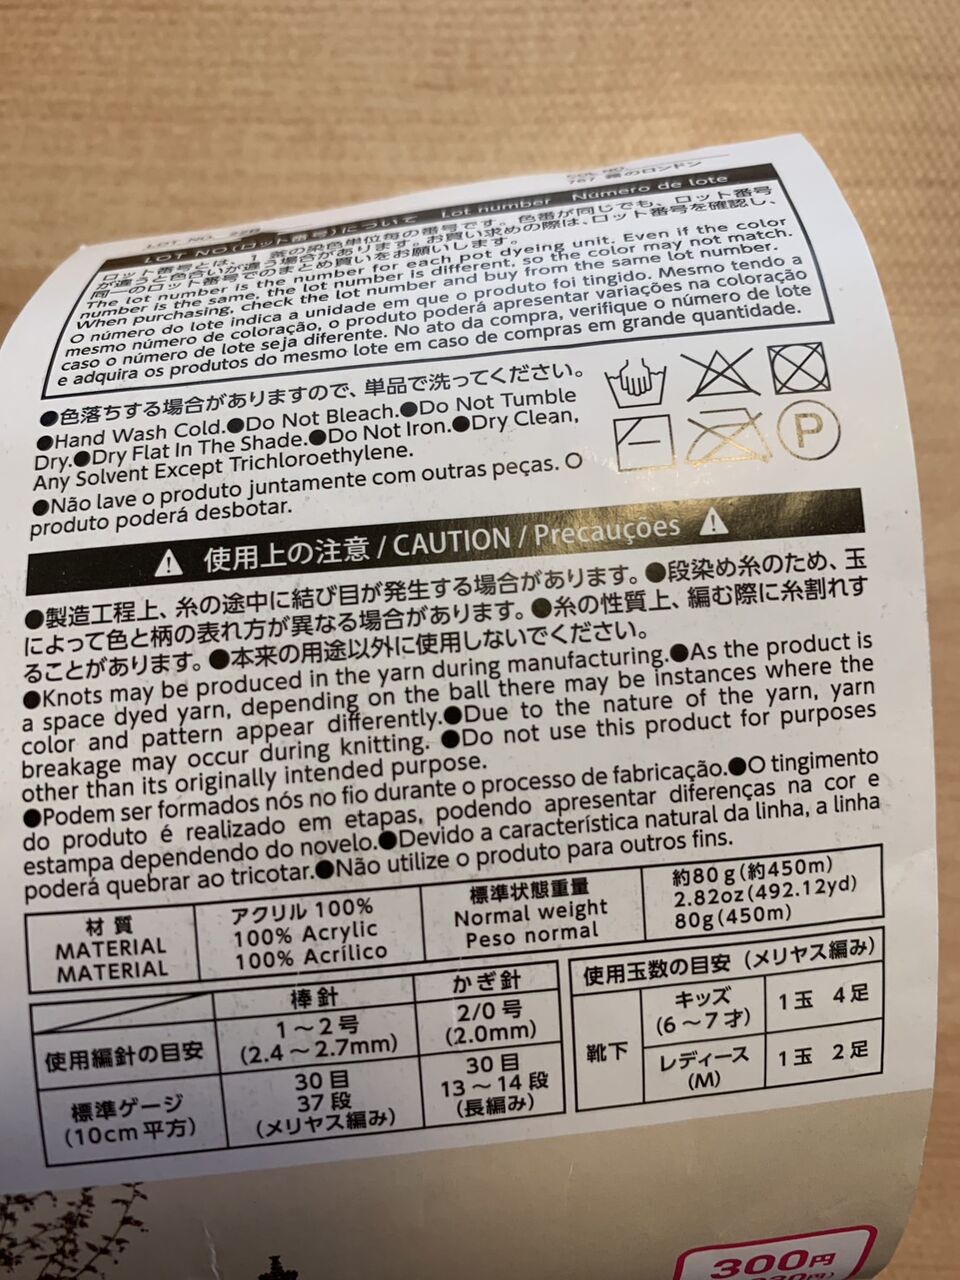 LOT. NO. 22B
COL NO.
767 霧のロンドン
LOT NO(ロット番号)について Lot number Número de lote
ロット番号とは、1 釜の染色単位毎の番号です。色番が同じでも、ロット番号
が違うと色合いが違う場合があります。お買い求めの際は、ロット番号を確認し、
同一のロット番号でのまとめ買いをお願いします。
The lot number is the number for each pot dyeing unit. Even if the color
number is the same, the lot number is different, so the color may not match.
When purchasing, check the lot number and buy from the same lot number.
O número do lote indica a unidade em que o produto foi tingido. Mesmo tendo a
mesmo número de coloração, o produto poderá apresentar variações na coloração
caso o número de lote seja diferente. No ato da compra, verifique o número de lote
e adquira os produtos do mesmo lote em caso de compras em grande quantidade.
●色落ちする場合がありますので、単品で洗ってください。
●Hand Wash Cold.●Do Not Bleach.●Do Not Tumble
Dry.●Dry Flat In The Shade.●Do Not Iron.●Dry Clean,
Any Solvent Except Trichloroethylene.
●Não lave o produto juntamente com outras peças. O
produto poderá desbotar.
P
使用上の注意 / CAUTION / Precauções
●製造工程上、糸の途中に結び目が発生する場合があります。●段染め糸のため、玉
によって色と柄の表れ方が異なる場合があります。●糸の性質上、編む際に糸割れす
ることがあります。●本来の用途以外に使用しないでください。
●Knots may be produced in the yarn during manufacturing.●As the product is
a space dyed yarn, depending on the ball there may be instances where the
color and pattern appear differently.●Due to the nature of the yarn, yarn
breakage may occur during knitting. ●Do not use this product for purposes
other than its originally intended purpose.
●Podem ser formados nós no fio durante o processo de fabricação.●O tingimento
do produto é realizado em etapas, podendo apresentar diferenças na cor e
estampa dependendo do novelo.●Devido a característica natural da linha, a linha
poderá quebrar ao tricotar.●Não utilize o produto para outros fins.
材 質
MATERIAL
MATERIAL
アクリル 100%
100% Acrylic
100% Acrílico
標準状態重量
Normal weight
Peso normal
約80g(約450m)
2.82oz(492.12yd)
80g(450m)
棒針
かぎ針
使用編針の目安
1～2号
(2.4～2.7mm)
2/0 号
(2.0mm)
標準ゲージ
(10cm平方)
30 目
37 段
(メリヤス編み)
30 目
13～14段
(長編み)
使用玉数の目安(メリヤス編み)
靴下
キッズ
(6～7才)
1玉 4足
レディース
(M)
1玉 2足
300円